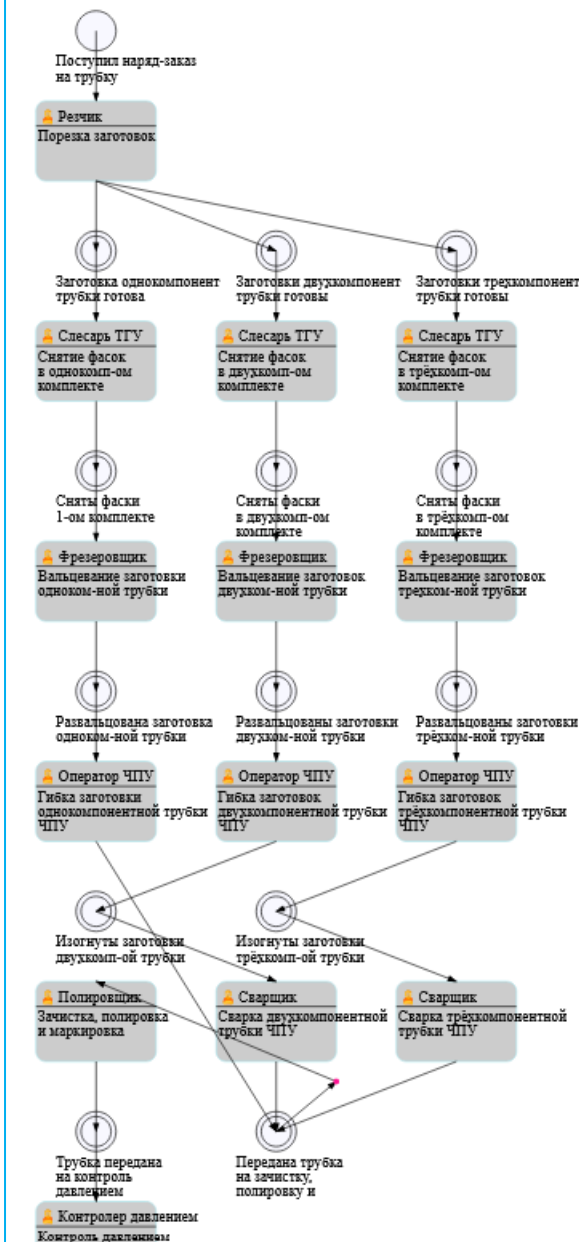 Поступил наряд-заказ
на трубку
Резчик
Порезка заготовок
Заготовка однокомпонент
трубки готова
Заготовки двухкомпонент
трубки готовы
Заготовки трехкомпонент
трубки готовы
Слесарь ТГУ
Снятие фасок
в однокомп-ом
комплекте
Слесарь ТГУ
Снятие фасок
в двухкомп-ом
комплекте
Слесарь ТГУ
Снятие фасок
в трёхкомп-ом
комплекте
Сняты фаски
1-ом комплекте
Сняты фаски
в двухкомп-ом
комплекте
Сняты фаски
в трёхкомп-ом
комплекте
Фрезеровщик
Вальцевание заготовки
одноком-ной трубки
Фрезеровщик
Вальцевание заготовок
двухком-ной трубки
Фрезеровщик
Вальцевание заготовок
трехком-ной трубки
Развальцована заготовка
одноком-ной трубки
Развальцованы заготовки
двухком-ной трубки
Развальцованы заготовки
трёхком-ной трубки
Оператор ЧПУ
Гибка заготовки
однокомпонентной трубки
ЧПУ
Оператор ЧПУ
Гибка заготовок
двухкомпонентной трубки
ЧПУ
Оператор ЧПУ
Гибка заготовок
трёхкомпонентной трубки
ЧПУ
Изогнуты заготовки
двухкомп-ой трубки
Изогнуты заготовки
трёхкомп-ой трубки
Полировщик
Зачистка, полировка
и маркировка
Сварщик
Сварка двухкомпонентной
трубки ЧПУ
Сварщик
Сварка трёхкомпонентной
трубки ЧПУ
Трубка передана
на контроль
давлением
Передана трубка
на зачистку,
полировку и
Контролер давлением
Контроль давлением